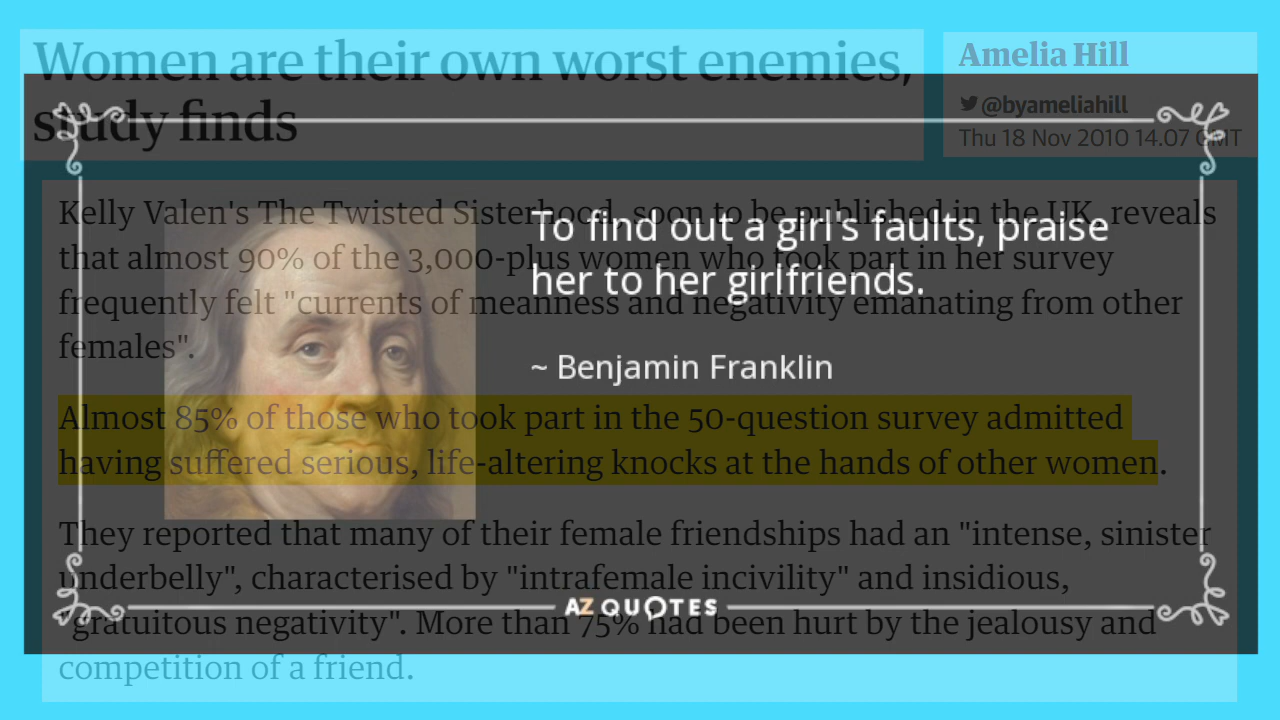 Women are their own worst enemies,
study finds
Amelia Hill
@byameliahill
Thu 18 Nov 2010 14.07 GMT
Kelly Valen's The Twisted Sisterhood, soon to be published in the UK, reveals
that almost 90% of the 3,000-plus women who took part in her survey
frequently felt "currents of meanness and negativity emanating from other
females".
Almost 85% of those who took part in the 50-question survey admitted
having suffered serious, life-altering knocks at the hands of other women.
They reported that many of their female friendships had an "intense, sinister
underbelly", characterised by "intrafemale incivility" and insidious,
"gratuitous negativity". More than 75% had been hurt by the jealousy and
competition of a friend.
To find out a girl's faults, praise
her to her girlfriends.
~ Benjamin Franklin
AZ QUOTES